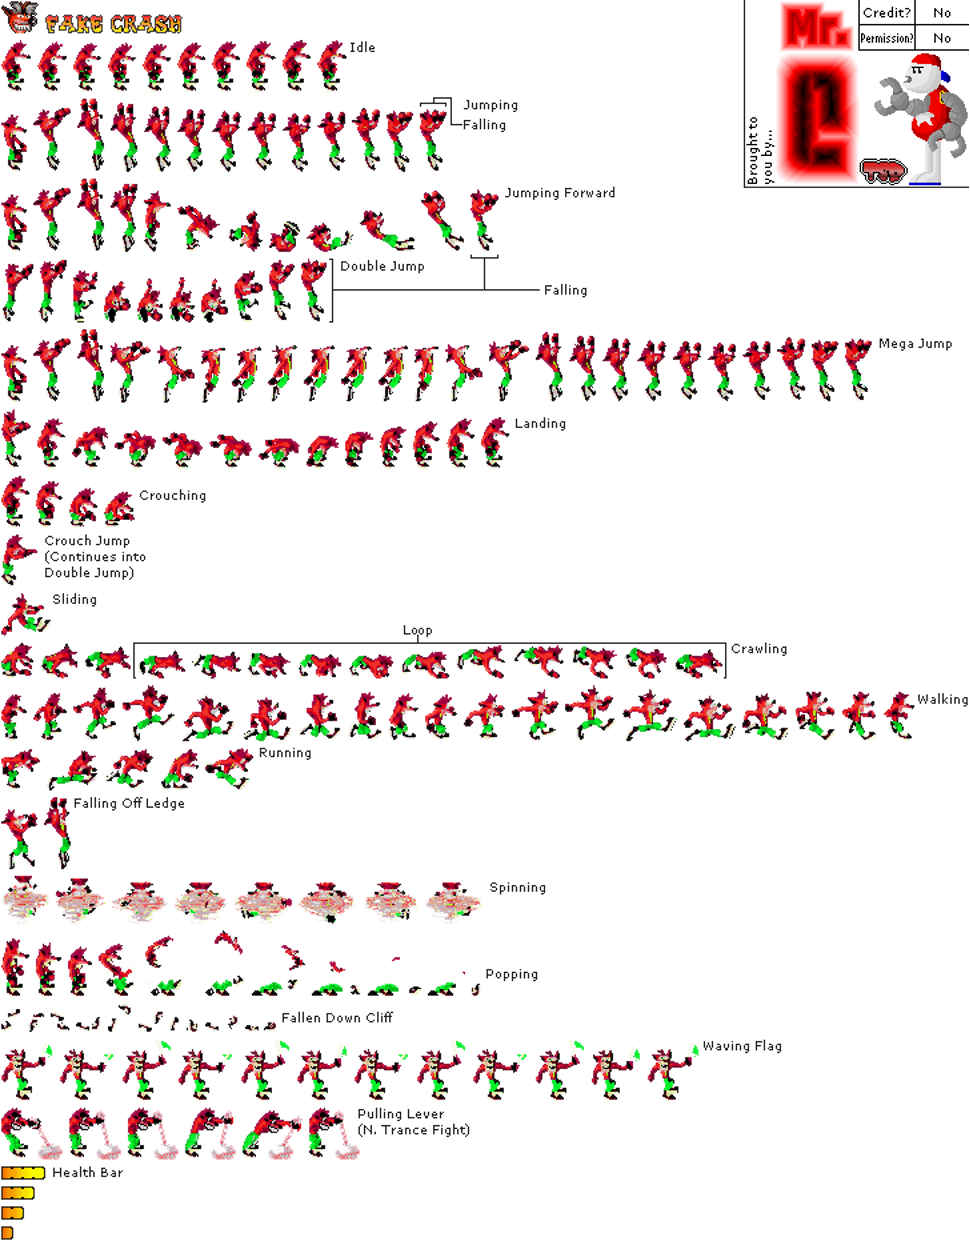 FAKE CRASH
Mr.
C
Credit? No
Permission? No
Brought to
you by...
Idle
Jumping
Falling
Jumping Forward
Double Jump
Falling
Mega Jump
Landing
Crouching
Crouch Jump
(Continues into
Double Jump)
Sliding
Loop
Crawling
Walking
Running
Falling Off Ledge
Spinning
Popping
Fallen Down Cliff
Waving Flag
Pulling Lever
(N. Trance Fight)
Health Bar